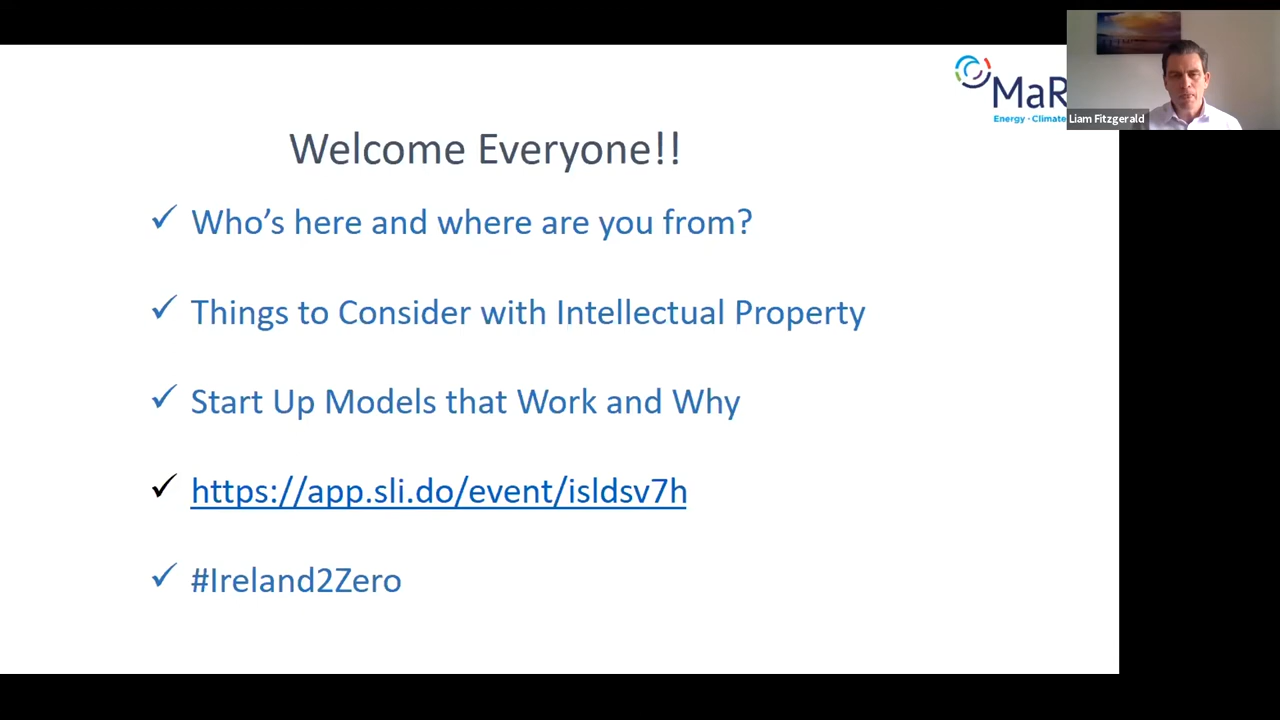 MaR
Energy · Climate
Liam Fitzgerald
Welcome Everyone!!
Who’s here and where are you from?
Things to Consider with Intellectual Property
Start Up Models that Work and Why
https://app.sli.do/event/isldsv7h
#Ireland2Zero